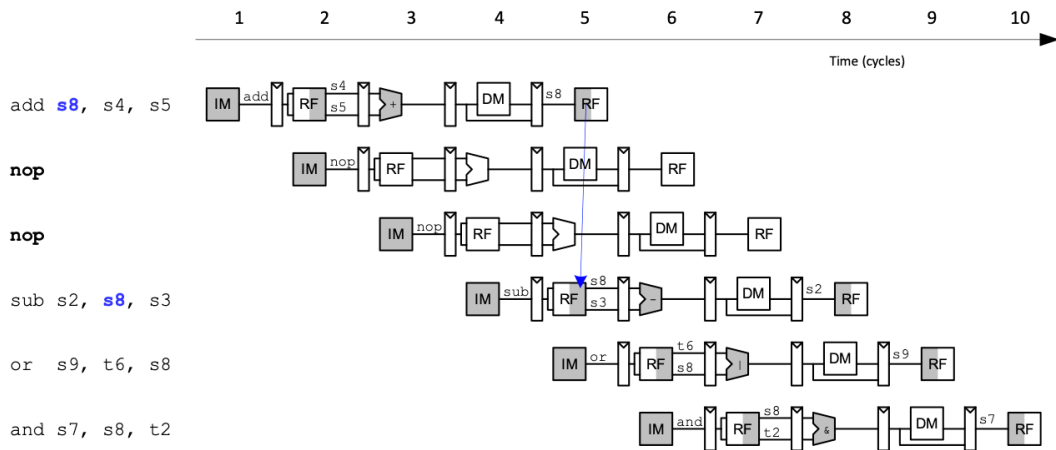 1 2 3 4 5 6 7 8 9 10
Time (cycles)
add s8, s4, s5 IM add RF s4 s5 + DM s8 RF
nop IM nop RF DM RF
nop IM nop RF DM RF
sub s2, s8, s3 IM sub RF s8 s3 - DM s2 RF
or s9, t6, s8 IM or RF t6 s8 | DM s9 RF
and s7, s8, t2 IM and RF s8 t2 & DM s7 RF